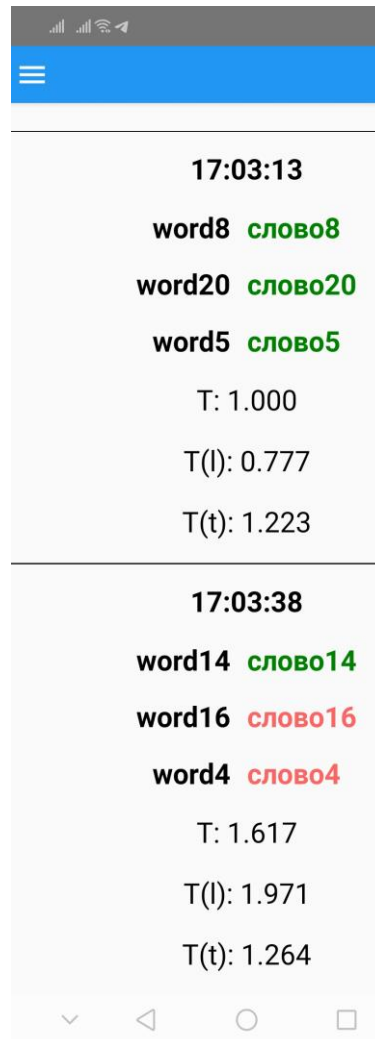 17:03:13
word8 слово8
word20 слово20
word5 слово5
T: 1.000
T(l): 0.777
T(t): 1.223
17:03:38
word14 слово14
word16 слово16
word4 слово4
T: 1.617
T(l): 1.971
T(t): 1.264